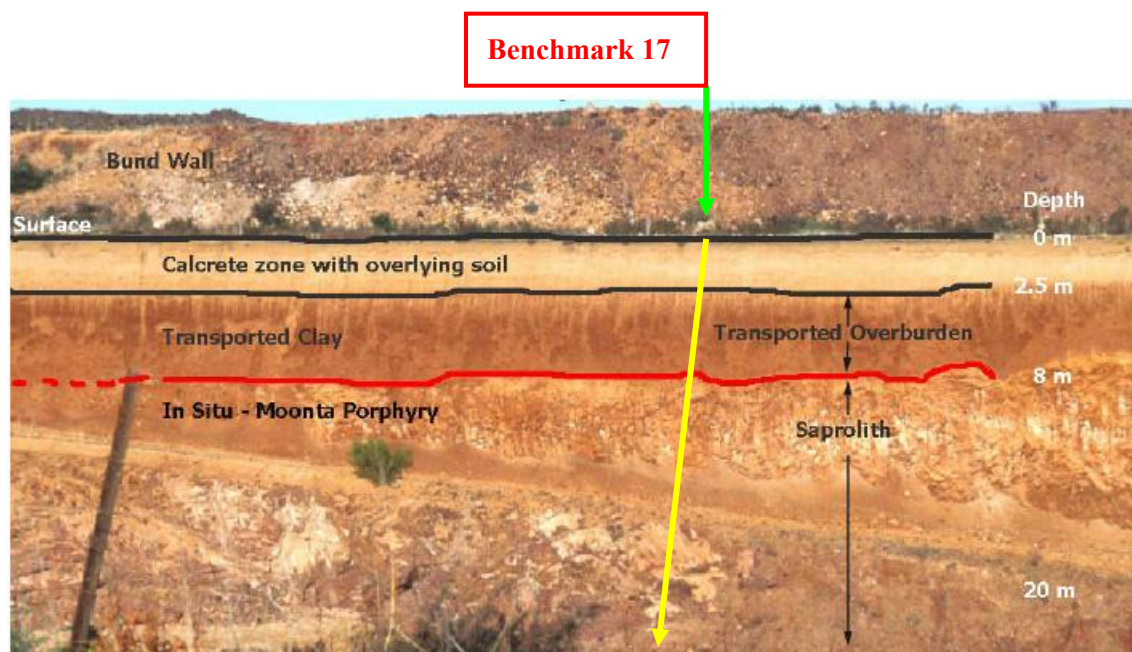 Benchmark 17
Bund Wall
Depth
Surface
0 m
Calcrete zone with overlying soil
2.5 m
Transported Clay
Transported Overburden
8 m
In Situ - Moonta Porphyry
Saprolith
20 m